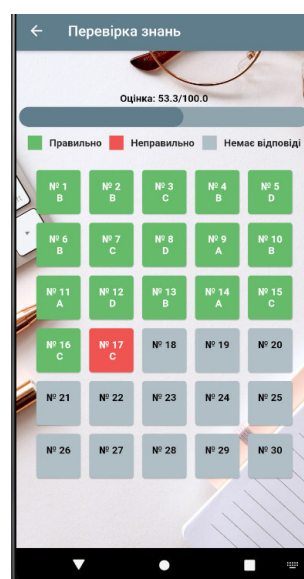 Перевірка знань
Оцінка: 53.3/100.0
Правильно Неправильно Немає відповіді
№ 1 № 2 № 3 № 4 № 5
B B C B D
№ 6 № 7 № 8 № 9 № 10
B C D A B
№ 11 № 12 № 13 № 14 № 15
A D B A C
№ 16 № 17 № 18 № 19 № 20
C C
№ 21 № 22 № 23 № 24 № 25
№ 26 № 27 № 28 № 29 № 30